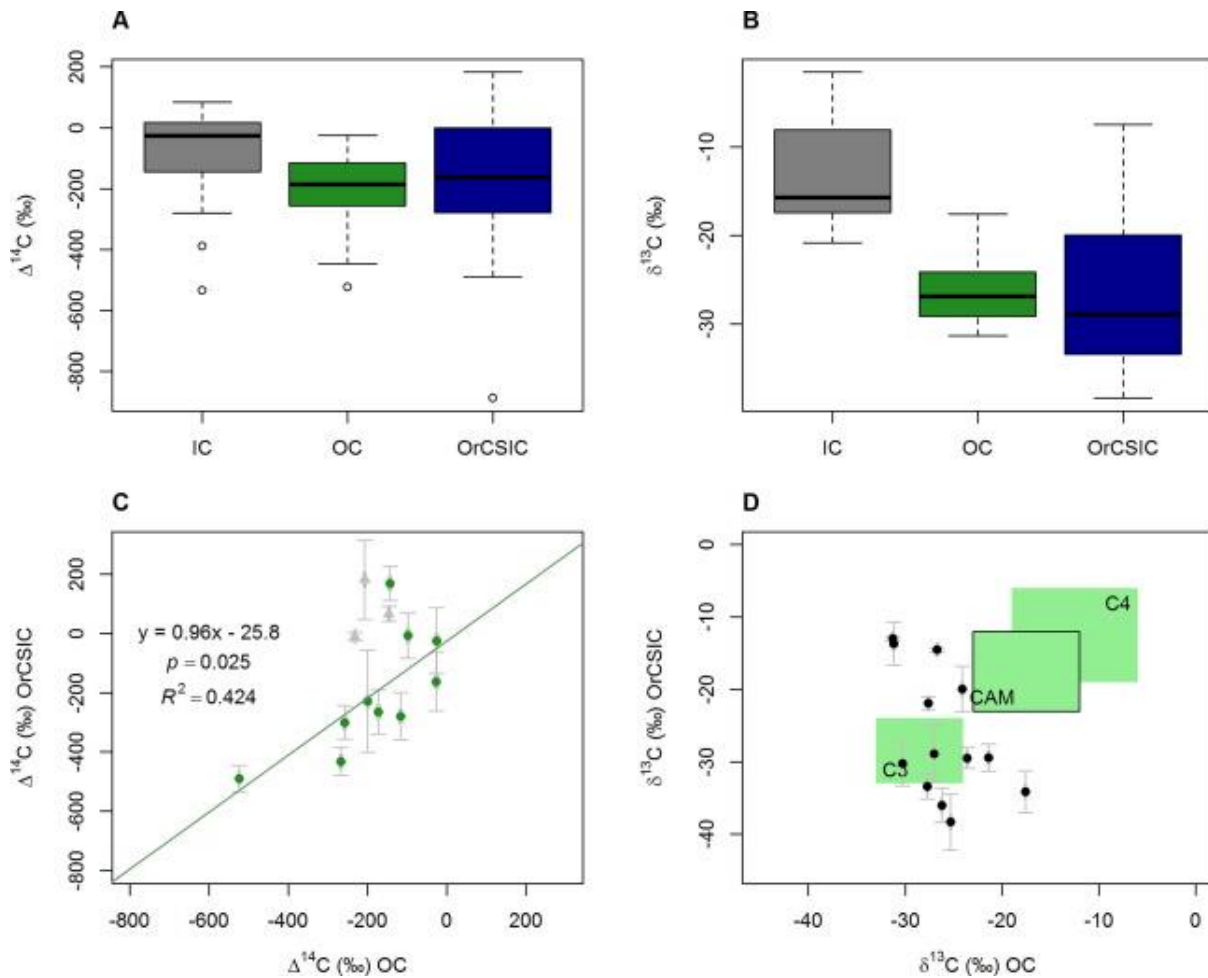 A
Δ¹⁴C (‰)
200
0
-200
-400
-600
-800
IC
OC
OrCSIC
B
δ¹³C (‰)
-10
-20
-30
IC
OC
OrCSIC
C
Δ¹⁴C (‰) OrCSIC
200
0
-200
-400
-600
-800
y = 0.96x - 25.8
p = 0.025
R² = 0.424
-800
-600
-400
-200
0
200
Δ¹⁴C (‰) OC
D
δ¹³C (‰) OrCSIC
0
-10
-20
-30
-40
C4
CAM
C3
-40
-30
-20
-10
0
δ¹³C (‰) OC